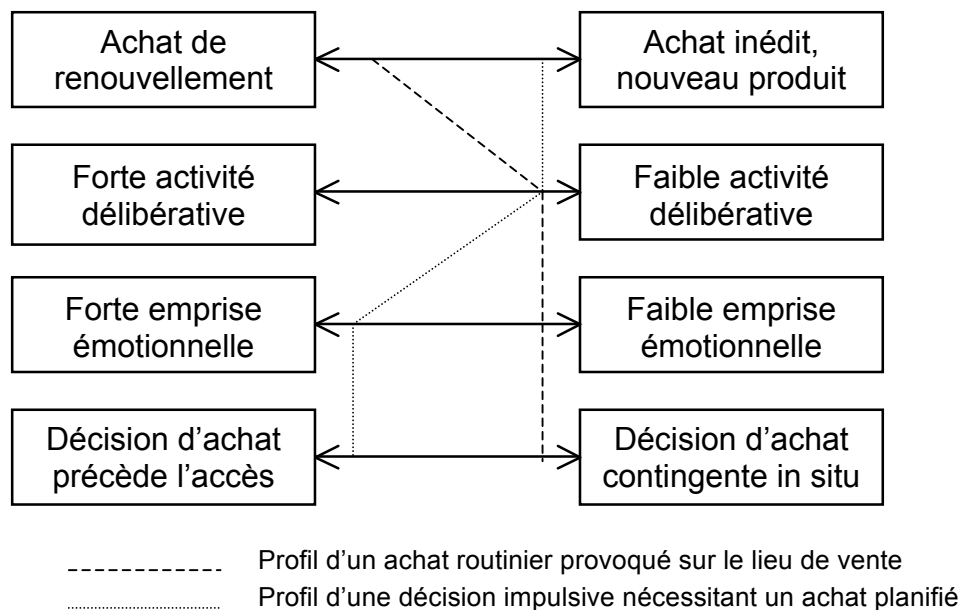 Achat de
renouvellement
Achat inédit,
nouveau produit
Forte activité
délibérative
Faible activité
délibérative
Forte emprise
émotionnelle
Faible emprise
émotionnelle
Décision d’achat
précède l’accès
Décision d’achat
contingente in situ
Profil d’un achat routinier provoqué sur le lieu de vente
Profil d’une décision impulsive nécessitant un achat planifié